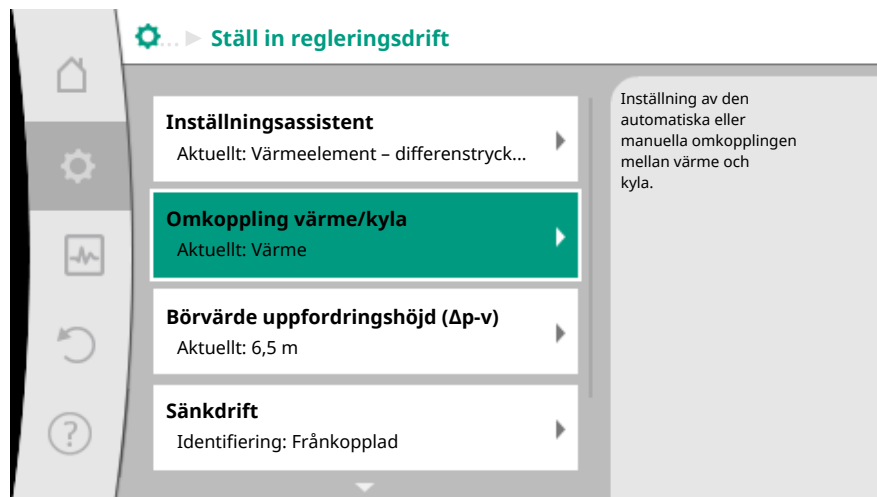 ... Ställ in regleringsdrift
Inställningsassistent
Aktuellt: Värmeelement – differenstryck...
Omkoppling värme/kyla
Aktuellt: Värme
Börvärde uppfordringshöjd (Δp-v)
Aktuellt: 6,5 m
Sänkdrift
Identifiering: Frånkopplad
Inställning av den
automatiska eller
manuella omkopplingen
mellan värme och
kyla.